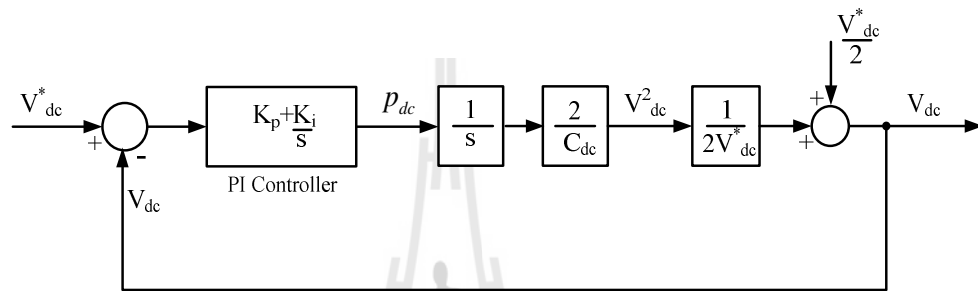 V*dc
2
V*dc
+
-
Kp+Ki
s
PI Controller
pdc
1
s
2
Cdc
V²dc
1
2V*dc
+
+
Vdc
Vdc